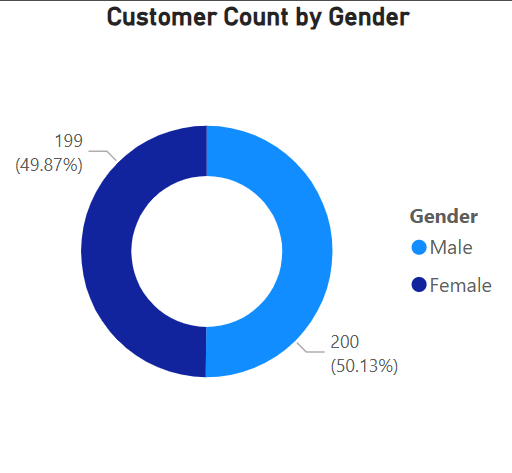 Customer Count by Gender
199
(49.87%)
Gender
Male
Female
200
(50.13%)